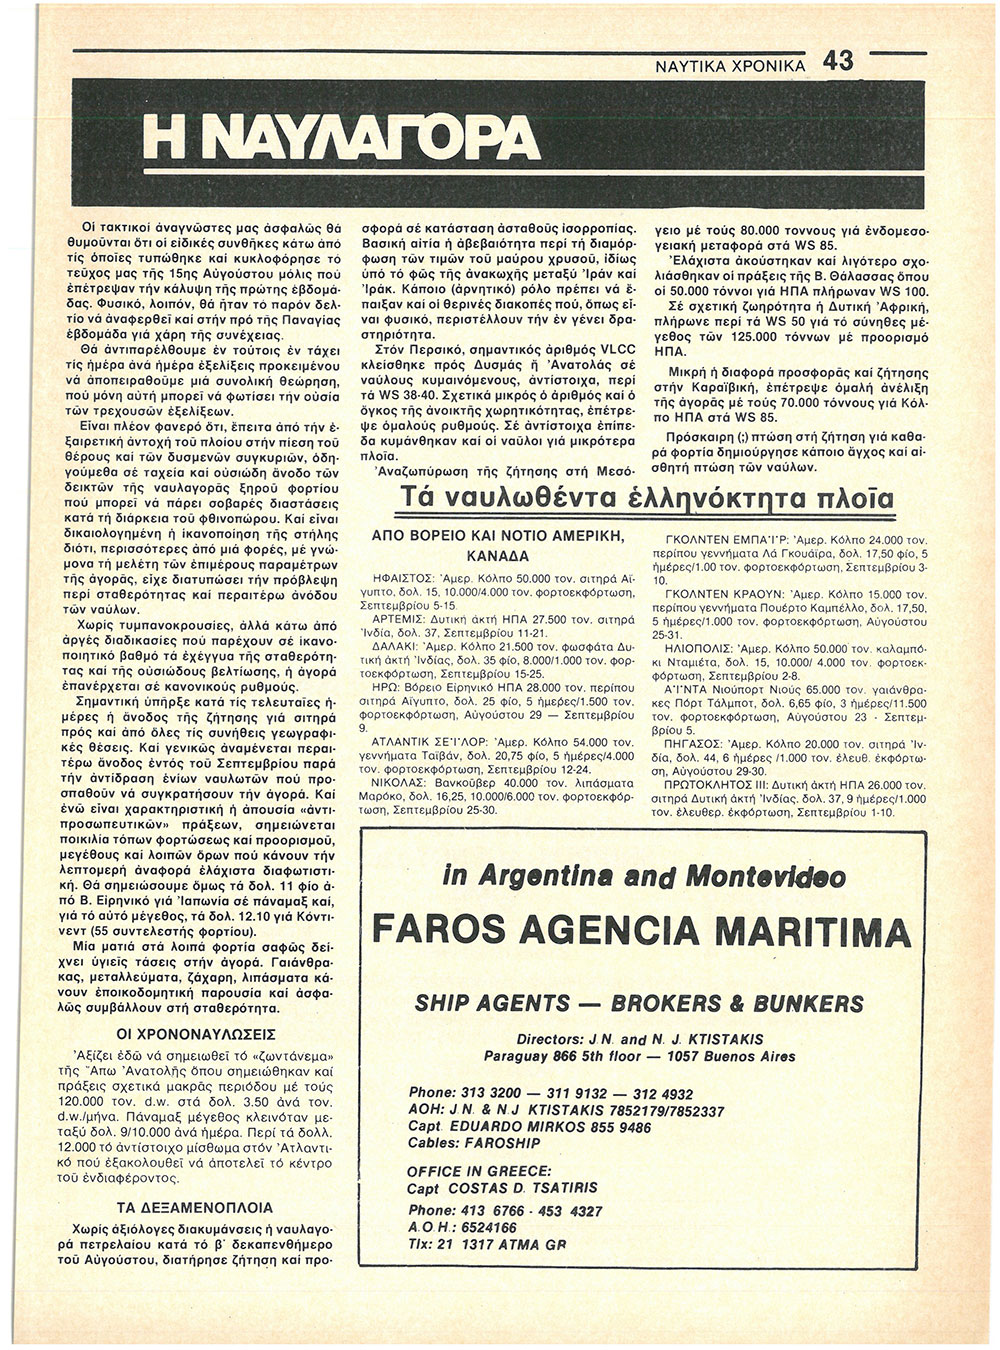 ΝΑΥΤΙΚΑ ΧΡΟΝΙΚΑ 43
Η ΝΑΥΛΑΓΟΡΑ
Οἱ τακτικοί ἀναγνῶστες μας ἀσφαλῶς θά
θυμοῦνται ὅτι οἱ εἰδικές συνθῆκες κάτω ἀπό
τίς ὁποῖες τυπώθηκε καί κυκλοφόρησε τό
τεῦχος μας τῆς 15ης Αὐγούστου μόλις πού
ἐπέτρεψαν τήν κάλυψη τῆς πρώτης ἑβδομά-
δας. Φυσικό, λοιπόν, θά ἦταν τό παρόν δελ-
τίο νά ἀναφερθεῖ καί στήν πρό τῆς Παναγίας
ἑβδομάδα γιά χάρη τῆς συνέχειας.
Θά ἀντιπαρέλθουμε ἐν τούτοις ἐν τάχει
τίς ἡμέρα ἀνά ἡμέρα ἐξελίξεις προκειμένου
νά ἀποπειραθοῦμε μιά συνολική θεώρηση,
πού μόνη αὐτή μπορεῖ νά φωτίσει τήν οὐσία
τῶν τρεχουσῶν ἐξελίξεων.
Εἶναι πλέον φανερό ὅτι, ἔπειτα ἀπό τήν ἐ-
ξαιρετική ἀντοχή τοῦ πλοίου στήν πίεση τοῦ
θέρους καί τῶν δυσμενῶν συγκυριῶν, ὁδη-
γούμεθα σέ ταχεία καί οὐσιώδη ἄνοδο τῶν
δεικτῶν τῆς ναυλαγορᾶς ξηροῦ φορτίου
πού μπορεῖ νά πάρει σοβαρές διαστάσεις
κατά τή διάρκεια τοῦ φθινοπώρου. Καί εἶναι
δικαιολογημένη ἡ ἱκανοποίηση τῆς στήλης
διότι, περισσότερες ἀπό μιά φορές, μέ γνώ-
μονα τή μελέτη τῶν ἐπιμέρους παραμέτρων
τῆς ἀγορᾶς, εἶχε διατυπώσει τήν πρόβλεψη
περί σταθερότητας καί περαιτέρω ἀνόδου
τῶν ναύλων.
Χωρίς τυμπανοκρουσίες, ἀλλά κάτω ἀπό
ἀργές διαδικασίες πού παρέχουν σέ ἱκανο-
ποιητικό βαθμό τά ἐχέγγυα τῆς σταθερότη-
τας καί τῆς οὐσιώδους βελτίωσης, ἡ ἀγορά
ἐπανέρχεται σέ κανονικούς ρυθμούς.
Σημαντική ὑπῆρξε κατά τίς τελευταῖες ἡ-
μέρες ἡ ἄνοδος τῆς ζήτησης γιά σιτηρά
πρός καί ἀπό ὅλες τίς συνήθεις γεωγραφι-
κές θέσεις. Καί γενικῶς ἀναμένεται περαι-
τέρω ἄνοδος ἐντός τοῦ Σεπτεμβρίου παρά
τήν ἀντίδραση ἐνίων ναυλωτῶν πού προ-
σπαθοῦν νά συγκρατήσουν τήν ἀγορά. Καί
ἐνῶ εἶναι χαρακτηριστική ἡ ἀπουσία «ἀντι-
προσωπευτικῶν» πράξεων, σημειώνεται
ποικιλία τόπων φορτώσεως καί προορισμοῦ,
μεγέθους καί λοιπῶν ὅρων πού κάνουν τήν
λεπτομερῆ ἀναφορά ἐλάχιστα διαφωτιστι-
κή. Θά σημειώσουμε ὅμως τά δολ. 11 φίο ἀ-
πό Β. Εἰρηνικό γιά Ἰαπωνία σέ πάναμαξ καί,
γιά τό αὐτό μέγεθος, τά δολ. 12.10 γιά Κόντι-
νεντ (55 συντελεστής φορτίου).
Μία ματιά στά λοιπά φορτία σαφῶς δεί-
χνει ὑγιεῖς τάσεις στήν ἀγορά. Γαιάνθρα-
κας, μεταλλεύματα, ζάχαρη, λιπάσματα κά-
νουν ἐποικοδομητική παρουσία καί ἀσφα-
λῶς συμβάλλουν στή σταθερότητα.
ΟΙ ΧΡΟΝΟΝΑΥΛΩΣΕΙΣ
Ἀξίζει ἐδῶ νά σημειωθεῖ τό «ζωντάνεμα»
τῆς Ἄπω Ἀνατολῆς ὅπου σημειώθηκαν καί
πράξεις σχετικά μακρᾶς περιόδου μέ τούς
120.000 τον. d.w. στά δολ. 3.50 ἀνά τον.
d.w./μήνα. Πάναμαξ μέγεθος κλεινόταν με-
ταξύ δολ. 9/10.000 ἀνά ἡμέρα. Περί τά δολλ.
12.000 τό ἀντίστοιχο μίσθωμα στόν Ἀτλαντι-
κό πού ἐξακολουθεῖ νά ἀποτελεῖ τό κέντρο
τοῦ ἐνδιαφέροντος.
ΤΑ ΔΕΞΑΜΕΝΟΠΛΟΙΑ
Χωρίς ἀξιόλογες διακυμάνσεις ἡ ναυλαγο-
ρά πετρελαίου κατά τό β' δεκαπενθήμερο
τοῦ Αὐγούστου, διατήρησε ζήτηση καί προ-
σφορά σέ κατάσταση ἀσταθοῦς ἰσορροπίας.
Βασική αἰτία ἡ ἀβεβαιότητα περί τή διαμόρ-
φωση τῶν τιμῶν τοῦ μαύρου χρυσοῦ, ἰδίως
ὑπό τό φῶς τῆς ἀνακωχῆς μεταξύ Ἰράν καί
Ἰράκ. Κάποιο (ἀρνητικό) ρόλο πρέπει νά ἔ-
παιξαν καί οἱ θερινές διακοπές πού, ὅπως εἶ-
ναι φυσικό, περιστέλλουν τήν ἐν γένει δρα-
στηριότητα.
Στόν Περσικό, σημαντικός ἀριθμός VLCC
κλείσθηκε πρός Δυσμάς ἤ Ἀνατολάς σέ
ναύλους κυμαινόμενους, ἀντίστοιχα, περί
τά WS 38-40. Σχετικά μικρός ὁ ἀριθμός καί ὁ
ὄγκος τῆς ἀνοικτῆς χωρητικότητας, ἐπέτρε-
ψε ὁμαλούς ρυθμούς. Σέ ἀντίστοιχα ἐπίπε-
δα κυμάνθηκαν καί οἱ ναῦλοι γιά μικρότερα
πλοῖα.
Ἀναζωπύρωση τῆς ζήτησης στή Μεσό-
γειο μέ τούς 80.000 τοννους γιά ἐνδομεσο-
γειακή μεταφορά στά WS 85.
Ἐλάχιστα ἀκούστηκαν καί λιγότερο σχο-
λιάσθηκαν οἱ πράξεις τῆς Β. Θάλασσας ὅπου
οἱ 50.000 τόννοι γιά ΗΠΑ πλήρωναν WS 100.
Σέ σχετική ζωηρότητα ἡ Δυτική Ἀφρική,
πλήρωνε περί τά WS 50 γιά τό σύνηθες μέ-
γεθος τῶν 125.000 τόννων μέ προορισμό
ΗΠΑ.
Μικρή ἡ διαφορά προσφορᾶς καί ζήτησης
στήν Καραϊβική, ἐπέτρεψε ὁμαλή ἀνέλιξη
τῆς ἀγορᾶς μέ τούς 70.000 τόννους γιά Κόλ-
πο ΗΠΑ στά WS 85.
Πρόσκαιρη (;) πτώση στή ζήτηση γιά καθα-
ρά φορτία δημιούργησε κάποιο ἄγχος καί αἰ-
σθητή πτώση τῶν ναύλων.
Τά ναυλωθέντα ἑλληνόκτητα πλοῖα
ΑΠΟ ΒΟΡΕΙΟ ΚΑΙ ΝΟΤΙΟ ΑΜΕΡΙΚΗ,
ΚΑΝΑΔΑ
ΗΦΑΙΣΤΟΣ: Ἀμερ. Κόλπο 50.000 τον. σιτηρά Αἴ-
γυπτο, δολ. 15, 10.000/4.000 τον. φορτοεκφόρτωση,
Σεπτεμβρίου 5-15.
ΑΡΤΕΜΙΣ: Δυτική ἀκτή ΗΠΑ 27.500 τον. σιτηρά
Ἰνδία, δολ. 37, Σεπτεμβρίου 11-21.
ΔΑΛΑΚΙ: Ἀμερ. Κόλπο 21.500 τον. φωσφάτα Δυ-
τική ἀκτή Ἰνδίας, δολ. 35 φίο, 8.000/1.000 τον. φορ-
τοεκφόρτωση, Σεπτεμβρίου 15-25.
ΗΡΩ: Βόρειο Εἰρηνικό ΗΠΑ 28.000 τον. περίπου
σιτηρά Αἴγυπτο, δολ. 25 φίο, 5 ἡμέρες/1.500 τον.
φορτοεκφόρτωση, Αὐγούστου 29 — Σεπτεμβρίου
9.
ΑΤΛΑΝΤΙΚ ΣΕ·Ι·ΛΟΡ: Ἀμερ. Κόλπο 54.000 τον.
γεννήματα Ταϊβάν, δολ. 20,75 φίο, 5 ἡμέρες/4.000
τον. φορτοεκφόρτωση, Σεπτεμβρίου 12-24.
ΝΙΚΟΛΑΣ: Βανκοῦβερ 40.000 τον. λιπάσματα
Μαρόκο, δολ. 16,25, 10.000/6.000 τον. φορτοεκφόρ-
τωση, Σεπτεμβρίου 25-30.
ΓΚΟΛΝΤΕΝ ΕΜΠΑ·Ι·Ρ: Ἀμερ. Κόλπο 24.000 τον.
περίπου γεννήματα Λά Γκουάϊρα, δολ. 17,50 φίο, 5
ἡμέρες/1.00 τον. φορτοεκφόρτωση, Σεπτεμβρίου 3-
10.
ΓΚΟΛΝΤΕΝ ΚΡΑΟΥΝ: Ἀμερ. Κόλπο 15.000 τον.
περίπου γεννήματα Πουέρτο Καμπέλλο, δολ. 17,50,
5 ἡμέρες/1.000 τον. φορτοεκφόρτωση, Αὐγούστου
25-31.
ΗΛΙΟΠΟΛΙΣ: Ἀμερ. Κόλπο 50.000 τον. καλαμπό-
κι Νταμιέτα, δολ. 15, 10.000/ 4.000 τον. φορτοεκ-
φόρτωση, Σεπτεμβρίου 2-8.
Α·Ι·ΝΤΑ Νιούπορτ Νιούς 65.000 τον. γαιάνθρα-
κες Πόρτ Τάλμποτ, δολ. 6,65 φίο, 3 ἡμέρες/11.500
τον. φορτοεκφόρτωση, Αὐγούστου 23 - Σεπτεμ-
βρίου 5.
ΠΗΓΑΣΟΣ: Ἀμερ. Κόλπο 20.000 τον. σιτηρά Ἰν-
δία, δολ. 44, 6 ἡμέρες /1.000 τον. ἐλευθ. ἐκφόρτω-
ση, Αὐγούστου 29-30.
ΠΡΩΤΟΚΛΗΤΟΣ ΙΙΙ: Δυτική ἀκτή ΗΠΑ 26.000 τον.
σιτηρά Δυτική ἀκτή Ἰνδίας. δολ. 37, 9 ἡμέρες/1.000
τον. ἐλευθερ. ἐκφόρτωση, Σεπτεμβρίου 1-10.
in Argentina and Montevideo
FAROS AGENCIA MARITIMA
SHIP AGENTS — BROKERS & BUNKERS
Directors: J.N. and N. J. KTISTAKIS
Paraguay 866 5th floor — 1057 Buenos Aires
Phone: 313 3200 — 311 9132 — 312 4932
AOH: J.N. & N.J KTISTAKIS 7852179/7852337
Capt. EDUARDO MIRKOS 855 9486
Cables: FAROSHIP
OFFICE IN GREECE:
Capt COSTAS D. TSATIRIS
Phone: 413 6766 - 453 4327
A.O.H.: 6524166
Tlx: 21 1317 ATMA GR